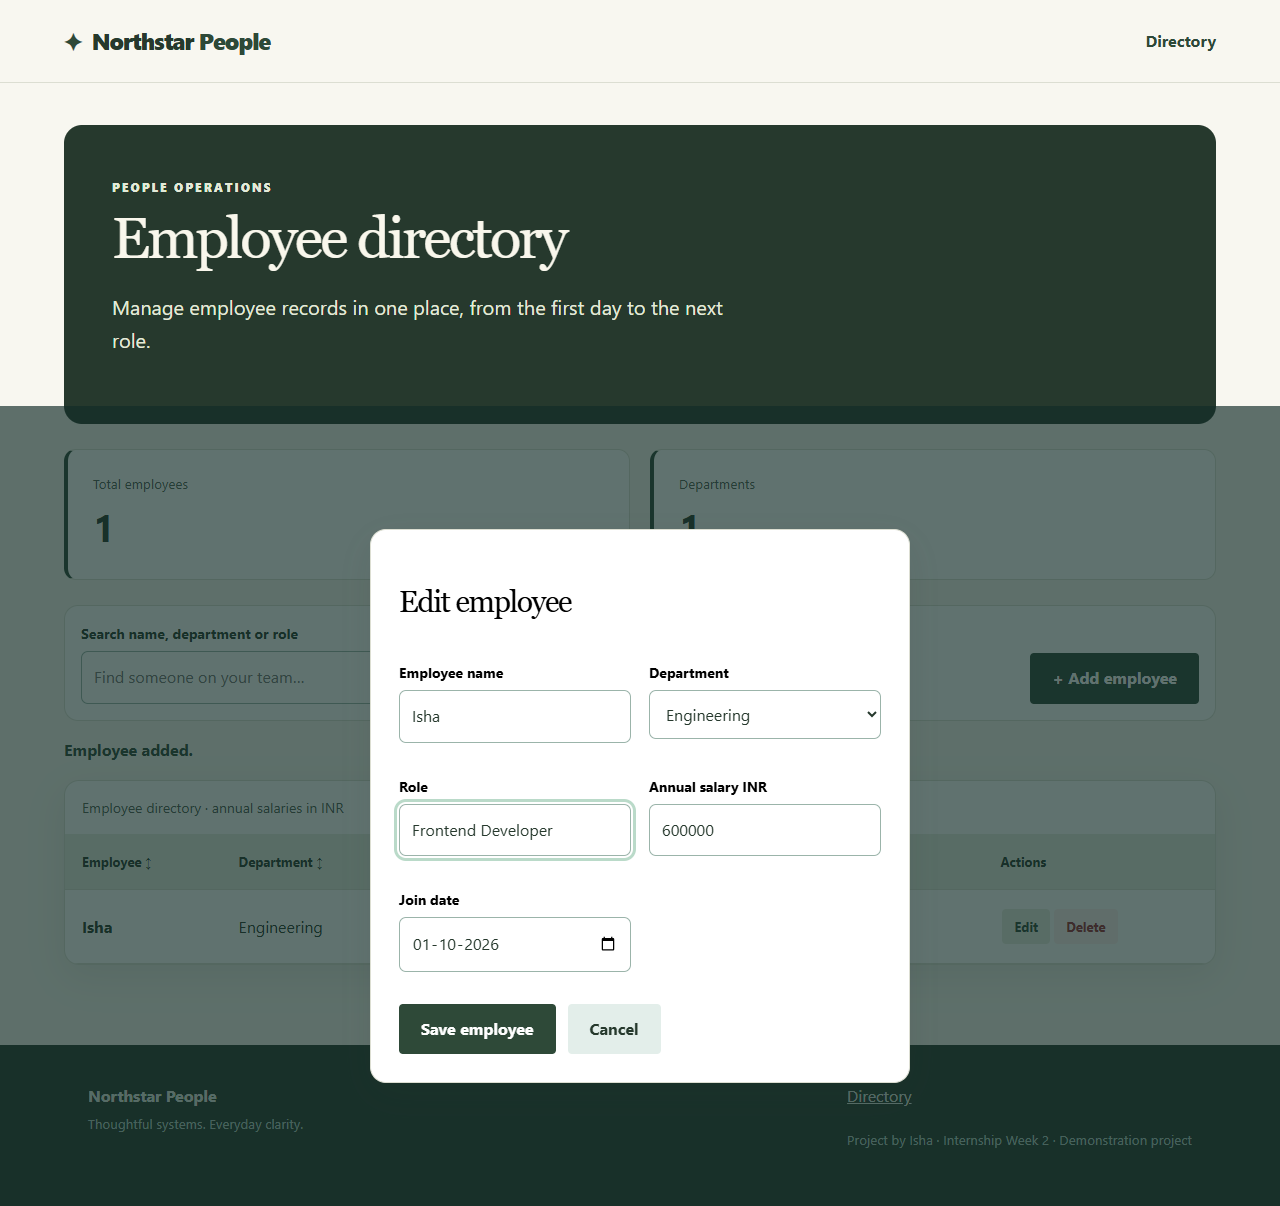 ✦ Northstar People
Directory
PEOPLE OPERATIONS
Employee directory
Manage employee records in one place, from the first day to the next
role.
Total employees
1
Departments
1
Search name, department or role
Find someone on your team...
+ Add employee
Employee added.
Employee directory · annual salaries in INR
Employee ↕ Department ↕ Actions
Isha Engineering Edit Delete
Edit employee
Employee name
Isha
Department
Engineering
Role
Frontend Developer
Annual salary INR
600000
Join date
01-10-2026
Save employee
Cancel
Northstar People
Thoughtful systems. Everyday clarity.
Directory
Project by Isha · Internship Week 2 · Demonstration project